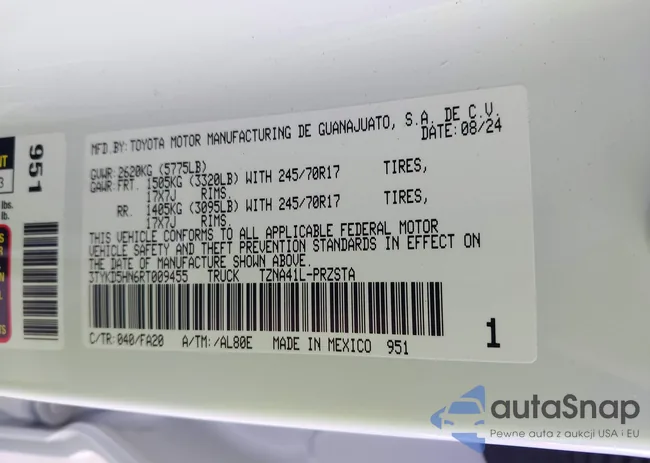 MFD.BY:TOYOTA MOTOR MANUFACTURING DE GUANAJUATO, S.A. DE C.V.
DATE:08/24
GVWR:2620KG (5775LB)
GAWR:FRT. 1505KG (3320LB) WITH 245/70R17 TIRES,
17X7J RIMS.
RR. 1405KG (3095LB) WITH 245/70R17 TIRES,
17X7J RIMS.
THIS VEHICLE CONFORMS TO ALL APPLICABLE FEDERAL MOTOR
VEHICLE SAFETY AND THEFT PREVENTION STANDARDS IN EFFECT ON
THE DATE OF MANUFACTURE SHOWN ABOVE.
3TYKD5HN6RT009455 TRUCK TZNA41L-PRZSTA
C/TR:040/FA20 A/TM:/AL80E MADE IN MEXICO 951
1
951
NT
3
lbs.
autaSnap
Pewne auta z aukcji USA i EU